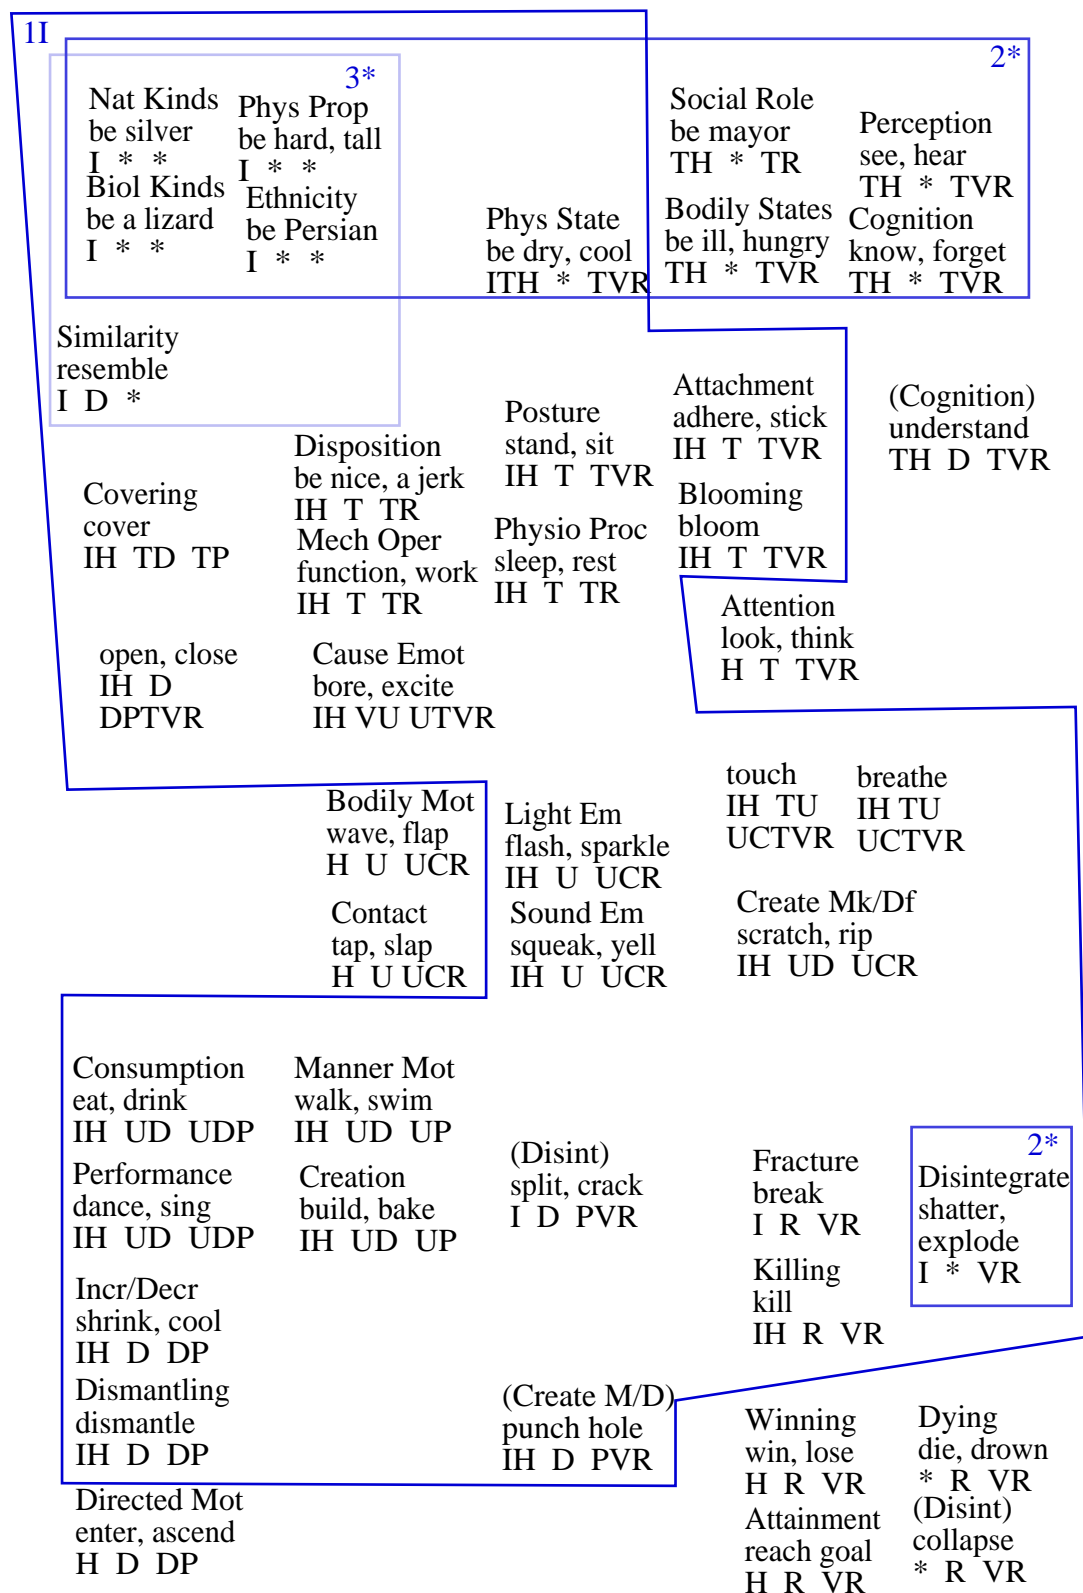 1I
2*
3*
Nat Kinds
be silver
I * *
Phys Prop
be hard, tall
I * *
Biol Kinds
be a lizard
I * *
Ethnicity
be Persian
I * *
Phys State
be dry, cool
ITH * TVR
Social Role
be mayor
TH * TR
Perception
see, hear
TH * TVR
Bodily States
be ill, hungry
TH * TVR
Cognition
know, forget
TH * TVR
Similarity
resemble
I D *
Posture
stand, sit
IH T TVR
Attachment
adhere, stick
IH T TVR
(Cognition)
understand
TH D TVR
Disposition
be nice, a jerk
IH T TR
Covering
cover
IH TD TP
Mech Oper
function, work
IH T TR
Physio Proc
sleep, rest
IH T TR
Blooming
bloom
IH T TVR
Attention
look, think
H T TVR
open, close
IH D
DPTVR
Cause Emot
bore, excite
IH VU UTVR
touch
IH TU
UCTVR
breathe
IH TU
UCTVR
Bodily Mot
wave, flap
H U UCR
Light Em
flash, sparkle
IH U UCR
Contact
tap, slap
H U UCR
Sound Em
squeak, yell
IH U UCR
Create Mk/Df
scratch, rip
IH UD UCR
Consumption
eat, drink
IH UD UDP
Manner Mot
walk, swim
IH UD UP
Performance
dance, sing
IH UD UDP
Creation
build, bake
IH UD UP
(Disint)
split, crack
I D PVR
Fracture
break
I R VR
2*
Disintegrate
shatter,
explode
I * VR
Killing
kill
IH R VR
Incr/Decr
shrink, cool
IH D DP
Dismantling
dismantle
IH D DP
(Create M/D)
punch hole
IH D PVR
Winning
win, lose
H R VR
Dying
die, drown
* R VR
Directed Mot
enter, ascend
H D DP
Attainment
reach goal
H R VR
(Disint)
collapse
* R VR